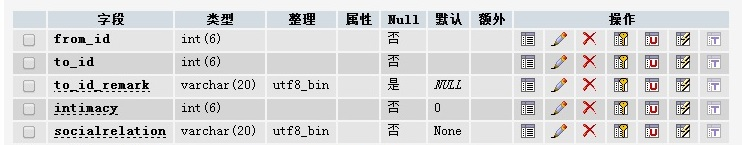 字段 类型 整理 属性 Null 默认 额外 操作
from_id int(6) 否
to_id int(6) 否
to_id_remark varchar(20) utf8_bin 是 NULL
intimacy int(6) 否 0
socialrelation varchar(20) utf8_bin 否 None